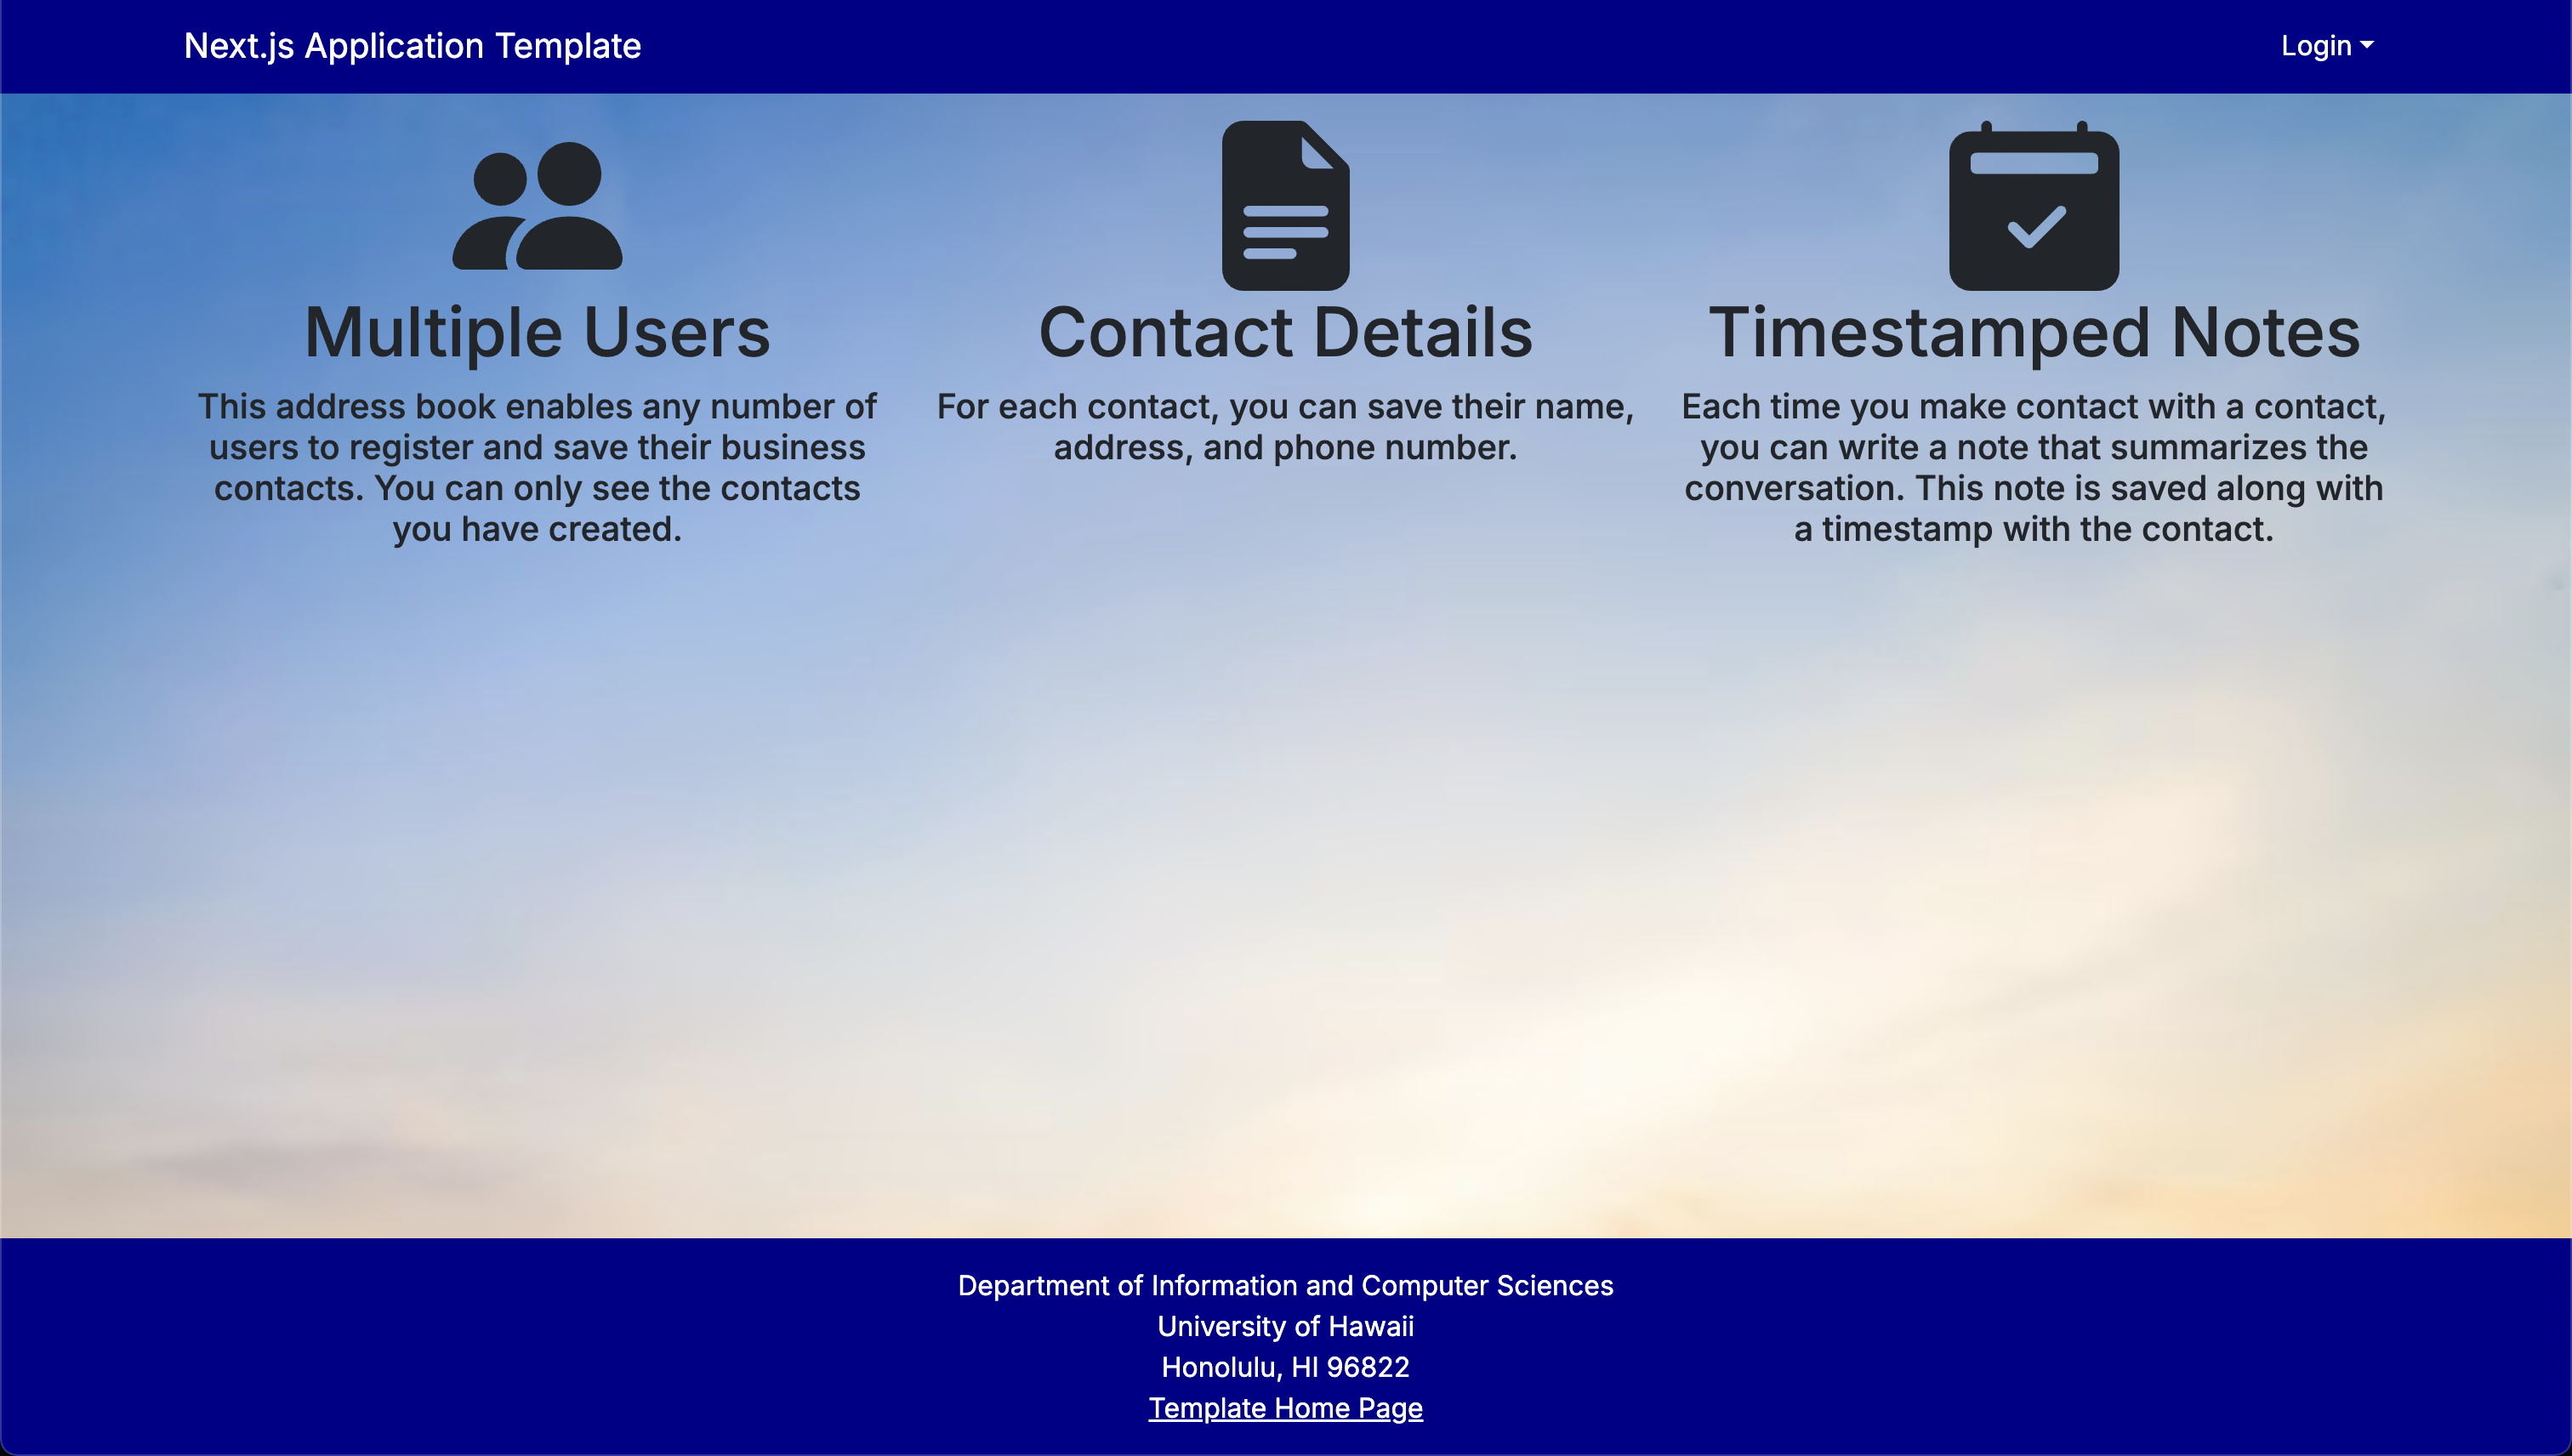 Next.js Application Template
Login
Multiple Users
This address book enables any number of
users to register and save their business
contacts. You can only see the contacts
you have created.
Contact Details
For each contact, you can save their name,
address, and phone number.
Timestamped Notes
Each time you make contact with a contact,
you can write a note that summarizes the
conversation. This note is saved along with
a timestamp with the contact.
Department of Information and Computer Sciences
University of Hawaii
Honolulu, HI 96822
Template Home Page